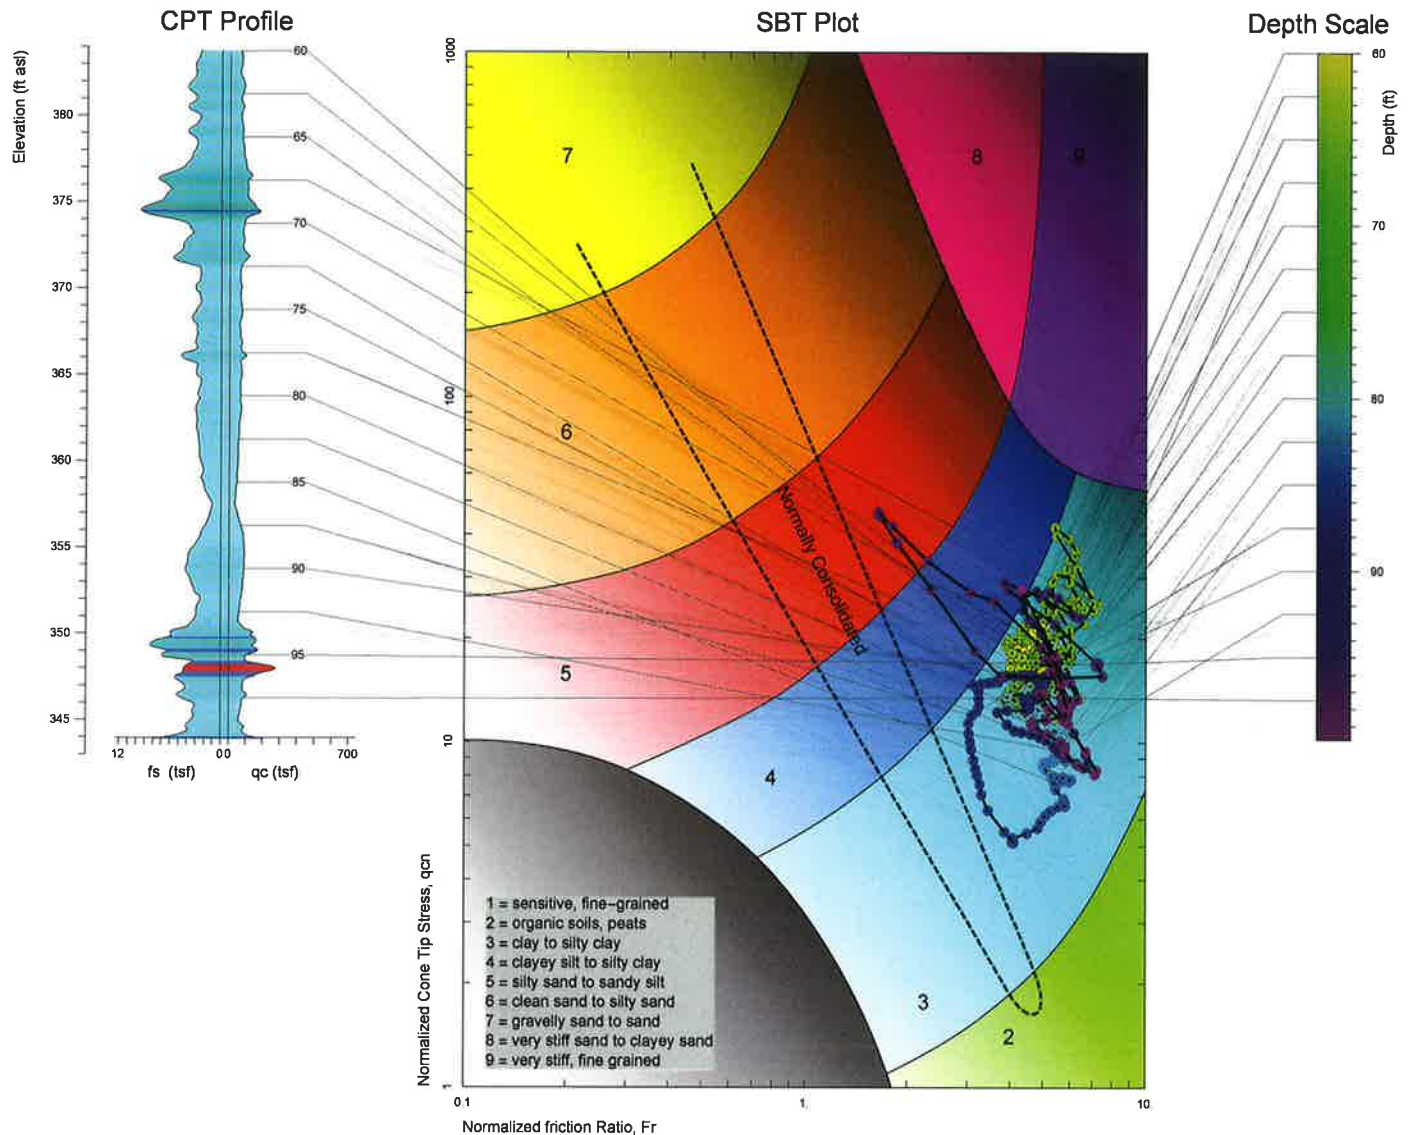 CPT Profile
SBT Plot
Depth Scale
Elevation (ft asl)
380
375
370
365
360
355
350
345
60
65
70
75
80
85
90
95
12
0 0
700
fs (tsf)
qc (tsf)
Normalized Cone Tip Stress, qcn
1000
100
10
1
7
8
9
6
5
4
3
2
Normally Consolidated
1 = sensitive, fine-grained
2 = organic soils, peats
3 = clay to silty clay
4 = clayey silt to silty clay
5 = silty sand to sandy silt
6 = clean sand to silty sand
7 = gravelly sand to sand
8 = very stiff sand to clayey sand
9 = very stiff, fine grained
0.1
1.
10.
Normalized friction Ratio, Fr
60
70
80
90
Depth (ft)